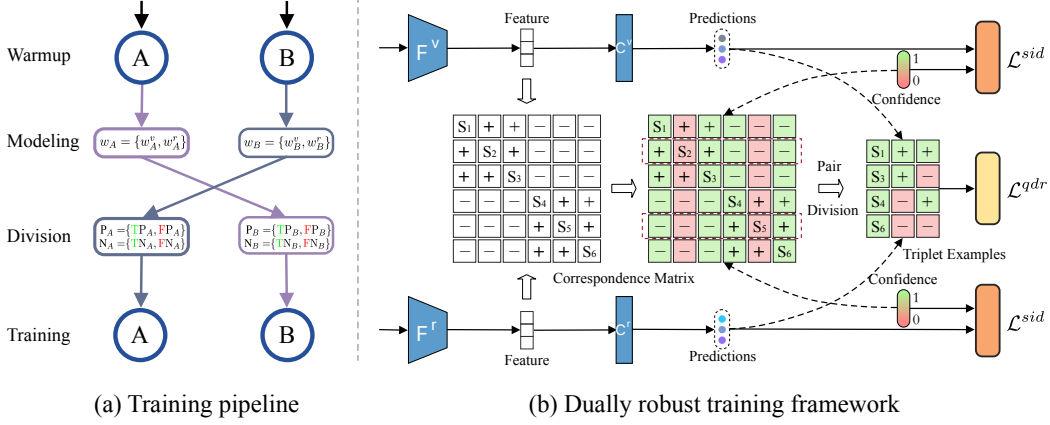 Warmup
A
B
Modeling
w_A = {w_A^v, w_A^r}
w_B = {w_B^v, w_B^r}
Division
P_A = {TP_A, FP_A}
N_A = {TN_A, FN_A}
P_B = {TP_B, FP_B}
N_B = {TN_B, FN_B}
Training
A
B
(a) Training pipeline
F^v
Feature
C^v
Predictions
1
0
Confidence
ℒ^{sid}
S1 + + − − −
+ S2 + − − −
+ + S3 − − −
− − − S4 + +
− − − + S5 +
− − − + + S6
Correspondence Matrix
S1 + + − − −
+ S2 + − − −
+ + S3 − − −
− − − S4 + +
− − − + S5 +
− − − + + S6
Pair
Division
S1 + +
S3 + −
S4 − +
S6 − −
Triplet Examples
ℒ^{qdr}
F^r
Feature
C^r
Predictions
Confidence
1
0
ℒ^{sid}
(b) Dually robust training framework